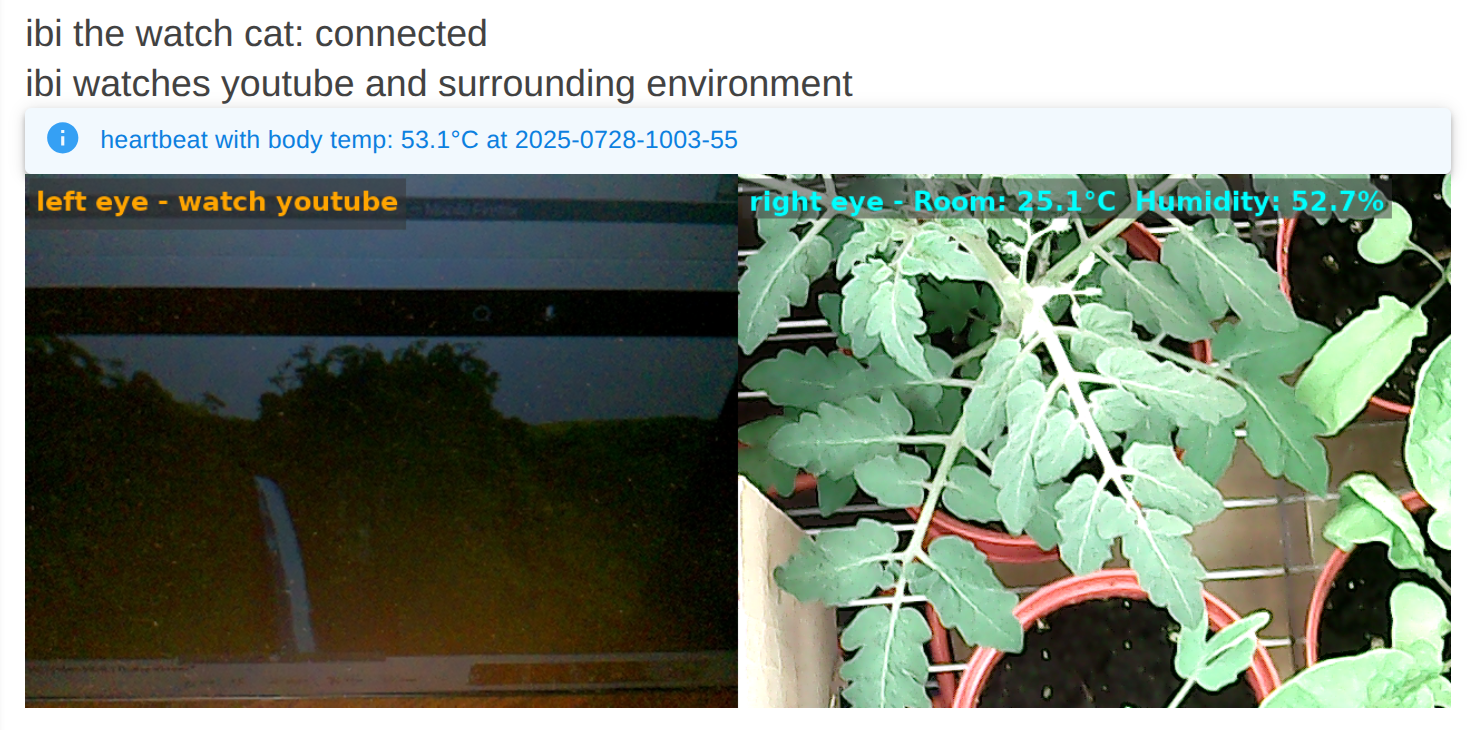 ibi the watch cat: connected
ibi watches youtube and surrounding environment
heartbeat with body temp: 53.1°C at 2025-0728-1003-55
left eye - watch youtube
right eye - Room: 25.1°C Humidity: 52.7%